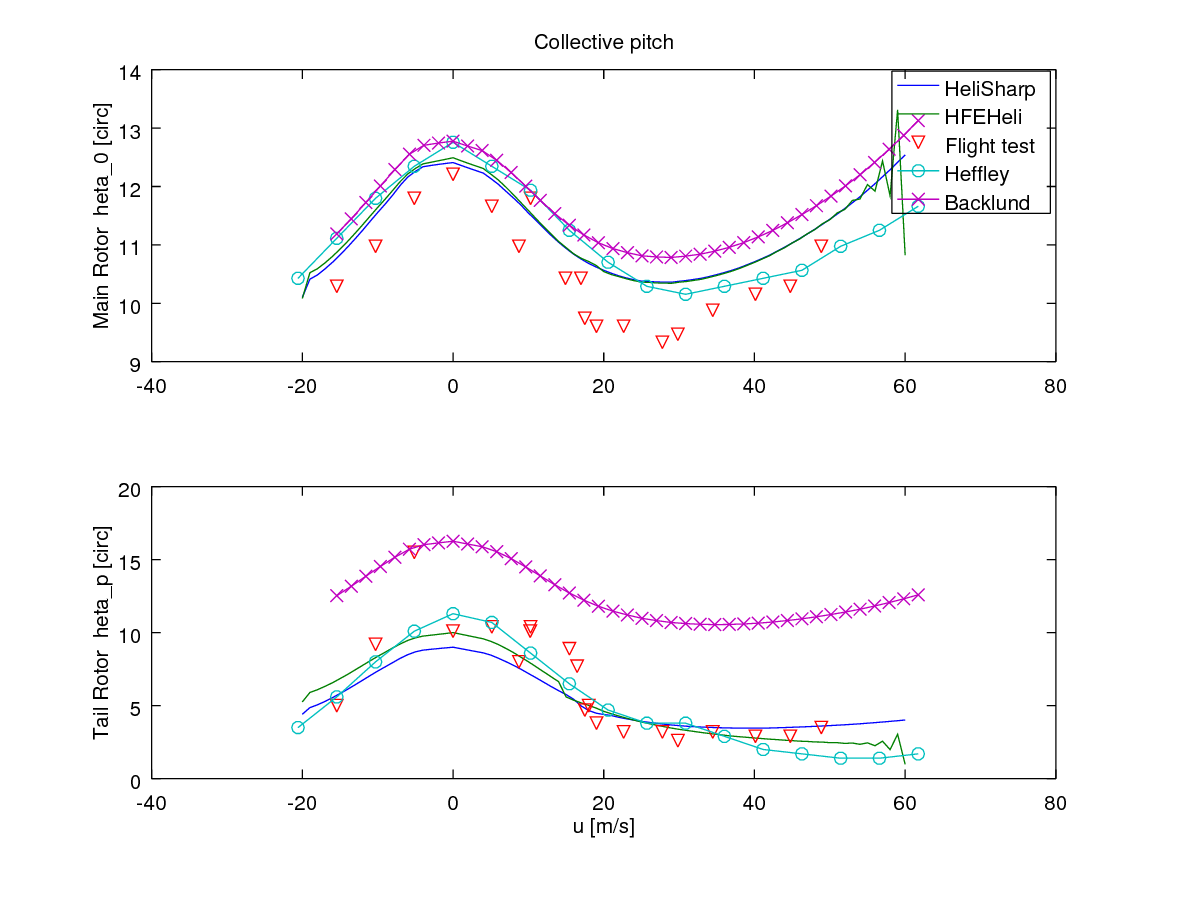 Collective pitch
14
13
12
11
10
9
Main Rotor heta_0 [circ]
-40
-20
0
20
40
60
80
HeliSharp
HFEHeli
Flight test
Heffley
Backlund
20
15
10
5
0
Tail Rotor heta_p [circ]
-40
-20
0
20
40
60
80
u [m/s]